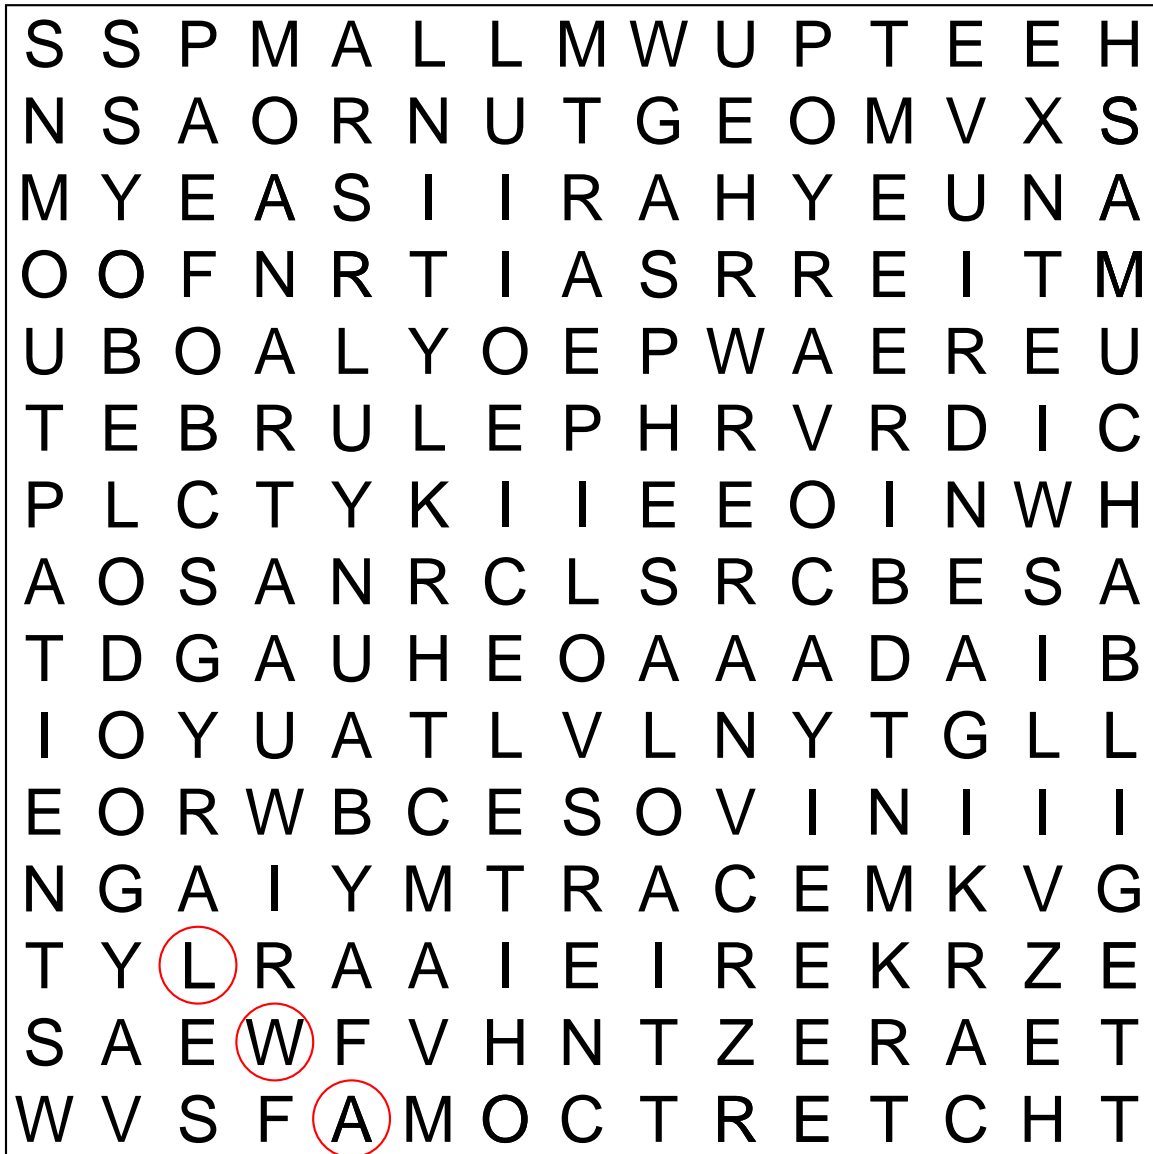 S S P M A L L M W U P T E E H
N S A O R N U T G E O M V X S
M Y E A S I I R A H Y E U N A
O O F N R T I A S R R E I T M
U B O A L Y O E P W A E R E U
T E B R U L E P H R V R D I C
P L C T Y K I I E E O I N W H
A O S A N R C L S R C B E S A
T D G A U H E O A A A D A I B
I O Y U A T L V L N Y T G L L
E O R W B C E S O V I N I I I
N G A I Y M T R A C E M K V G
T Y L R A A I E I R E K R Z E
S A E W F V H N T Z E R A E T
W V S F A M O C T R E T C H T